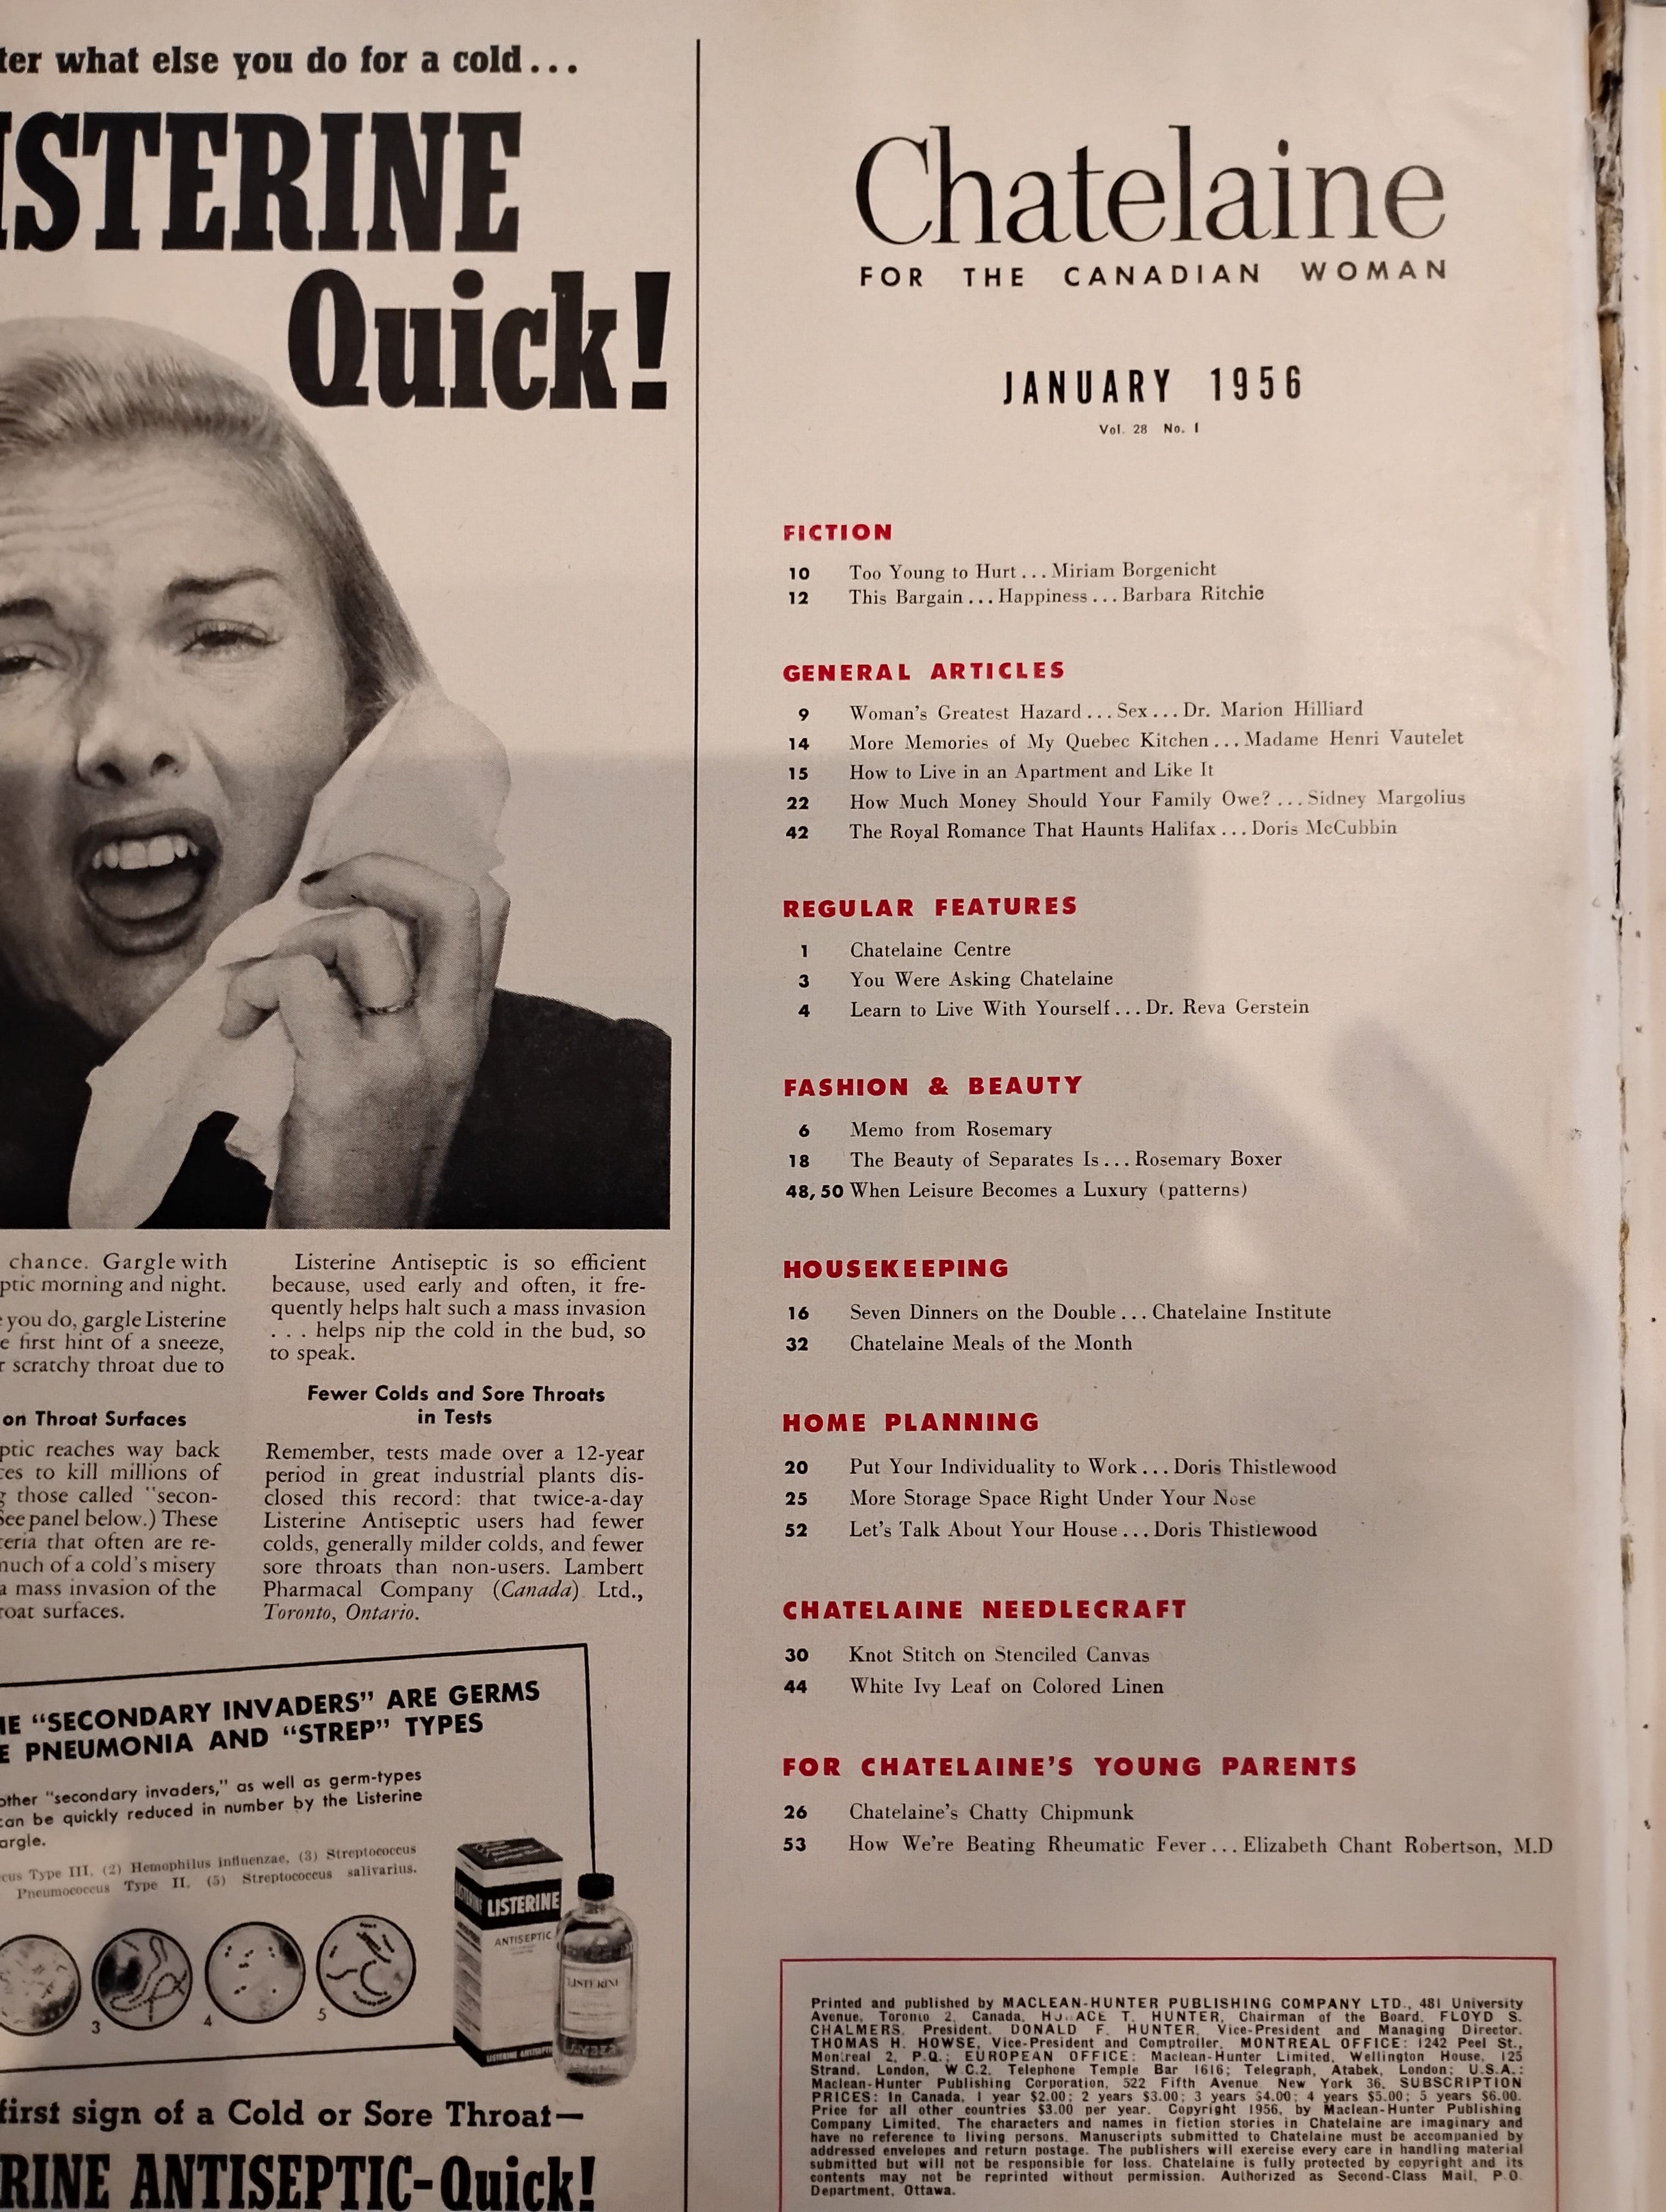 ter what else you do for a cold...
ISTERINE
Quick!
chance. Gargle with
ptic morning and night.
you do, gargle Listerine
e first hint of a sneeze,
r scratchy throat due to
on Throat Surfaces
ptic reaches way back
ces to kill millions of
g those called "secon-
See panel below.) These
teria that often are re-
much of a cold's misery
a mass invasion of the
roat surfaces.
Listerine Antiseptic is so efficient
because, used early and often, it fre-
quently helps halt such a mass invasion
. . . helps nip the cold in the bud, so
to speak.
Fewer Colds and Sore Throats
in Tests
Remember, tests made over a 12-year
period in great industrial plants dis-
closed this record: that twice-a-day
Listerine Antiseptic users had fewer
colds, generally milder colds, and fewer
sore throats than non-users. Lambert
Pharmacal Company (Canada) Ltd.,
Toronto, Ontario.
HE "SECONDARY INVADERS" ARE GERMS
E PNEUMONIA AND "STREP" TYPES
other "secondary invaders," as well as germ-types
can be quickly reduced in number by the Listerine
argle.
cus Type III, (2) Hemophilus influenzae, (3) Streptococcus
Pneumococcus Type II, (5) Streptococcus salivarius.
3
4
5
LISTERINE
ANTISEPTIC
LISTERINE ANTISEPTIC
LISTERINE
LAMBERT
first sign of a Cold or Sore Throat—
RINE ANTISEPTIC-Quick!
Chatelaine
FOR THE CANADIAN WOMAN
JANUARY 1956
Vol. 28 No. 1
FICTION
10 Too Young to Hurt...Miriam Borgenicht
12 This Bargain...Happiness...Barbara Ritchie
GENERAL ARTICLES
9 Woman's Greatest Hazard...Sex...Dr. Marion Hilliard
14 More Memories of My Quebec Kitchen...Madame Henri Vautelet
15 How to Live in an Apartment and Like It
22 How Much Money Should Your Family Owe?...Sidney Margolius
42 The Royal Romance That Haunts Halifax...Doris McCubbin
REGULAR FEATURES
1 Chatelaine Centre
3 You Were Asking Chatelaine
4 Learn to Live With Yourself...Dr. Reva Gerstein
FASHION & BEAUTY
6 Memo from Rosemary
18 The Beauty of Separates Is...Rosemary Boxer
48, 50 When Leisure Becomes a Luxury (patterns)
HOUSEKEEPING
16 Seven Dinners on the Double...Chatelaine Institute
32 Chatelaine Meals of the Month
HOME PLANNING
20 Put Your Individuality to Work...Doris Thistlewood
25 More Storage Space Right Under Your Nose
52 Let's Talk About Your House...Doris Thistlewood
CHATELAINE NEEDLECRAFT
30 Knot Stitch on Stenciled Canvas
44 White Ivy Leaf on Colored Linen
FOR CHATELAINE'S YOUNG PARENTS
26 Chatelaine's Chatty Chipmunk
53 How We're Beating Rheumatic Fever...Elizabeth Chant Robertson, M.D
Printed and published by MACLEAN-HUNTER PUBLISHING COMPANY LTD., 481 University
Avenue, Toronto 2, Canada, HORACE T. HUNTER, Chairman of the Board, FLOYD S.
CHALMERS, President, DONALD F. HUNTER, Vice-President and Managing Director.
THOMAS H. HOWSE, Vice-President and Comptroller. MONTREAL OFFICE: 1242 Peel St.,
Montreal 2, P.Q.; EUROPEAN OFFICE: Maclean-Hunter Limited, Wellington House, 125
Strand, London, W.C.2, Telephone Temple Bar 1616; Telegraph, Atabek, London; U.S.A.:
Maclean-Hunter Publishing Corporation, 522 Fifth Avenue, New York 36. SUBSCRIPTION
PRICES: In Canada, 1 year $2.00; 2 years $3.00; 3 years $4.00; 4 years $5.00; 5 years $6.00.
Price for all other countries $3.00 per year. Copyright 1956, by Maclean-Hunter Publishing
Company Limited. The characters and names in fiction stories in Chatelaine are imaginary and
have no reference to living persons. Manuscripts submitted to Chatelaine must be accompanied by
addressed envelopes and return postage. The publishers will exercise every care in handling material
submitted but will not be responsible for loss. Chatelaine is fully protected by copyright and its
contents may not be reprinted without permission. Authorized as Second-Class Mail, P.O.
Department, Ottawa.